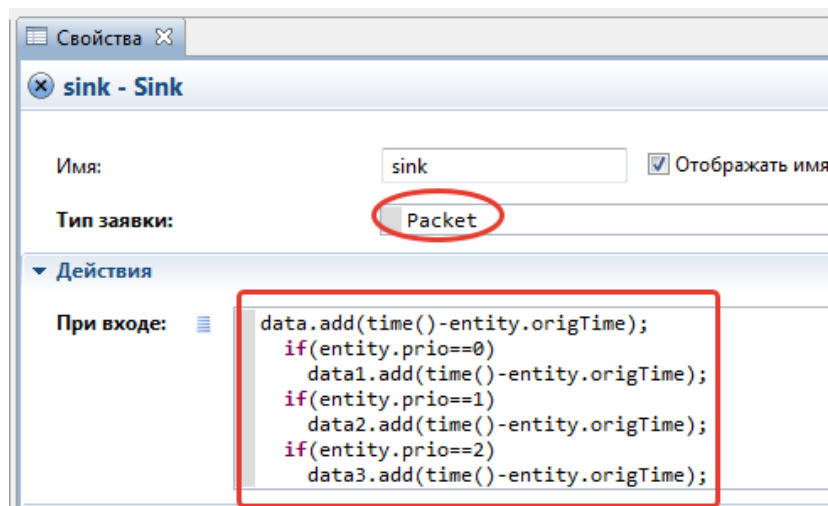 Свойства
sink - Sink
Имя: sink Отображать имя
Тип заявки: Packet
Действия
При входе: data.add(time()-entity.origTime);
if(entity.prio==0)
data1.add(time()-entity.origTime);
if(entity.prio==1)
data2.add(time()-entity.origTime);
if(entity.prio==2)
data3.add(time()-entity.origTime);